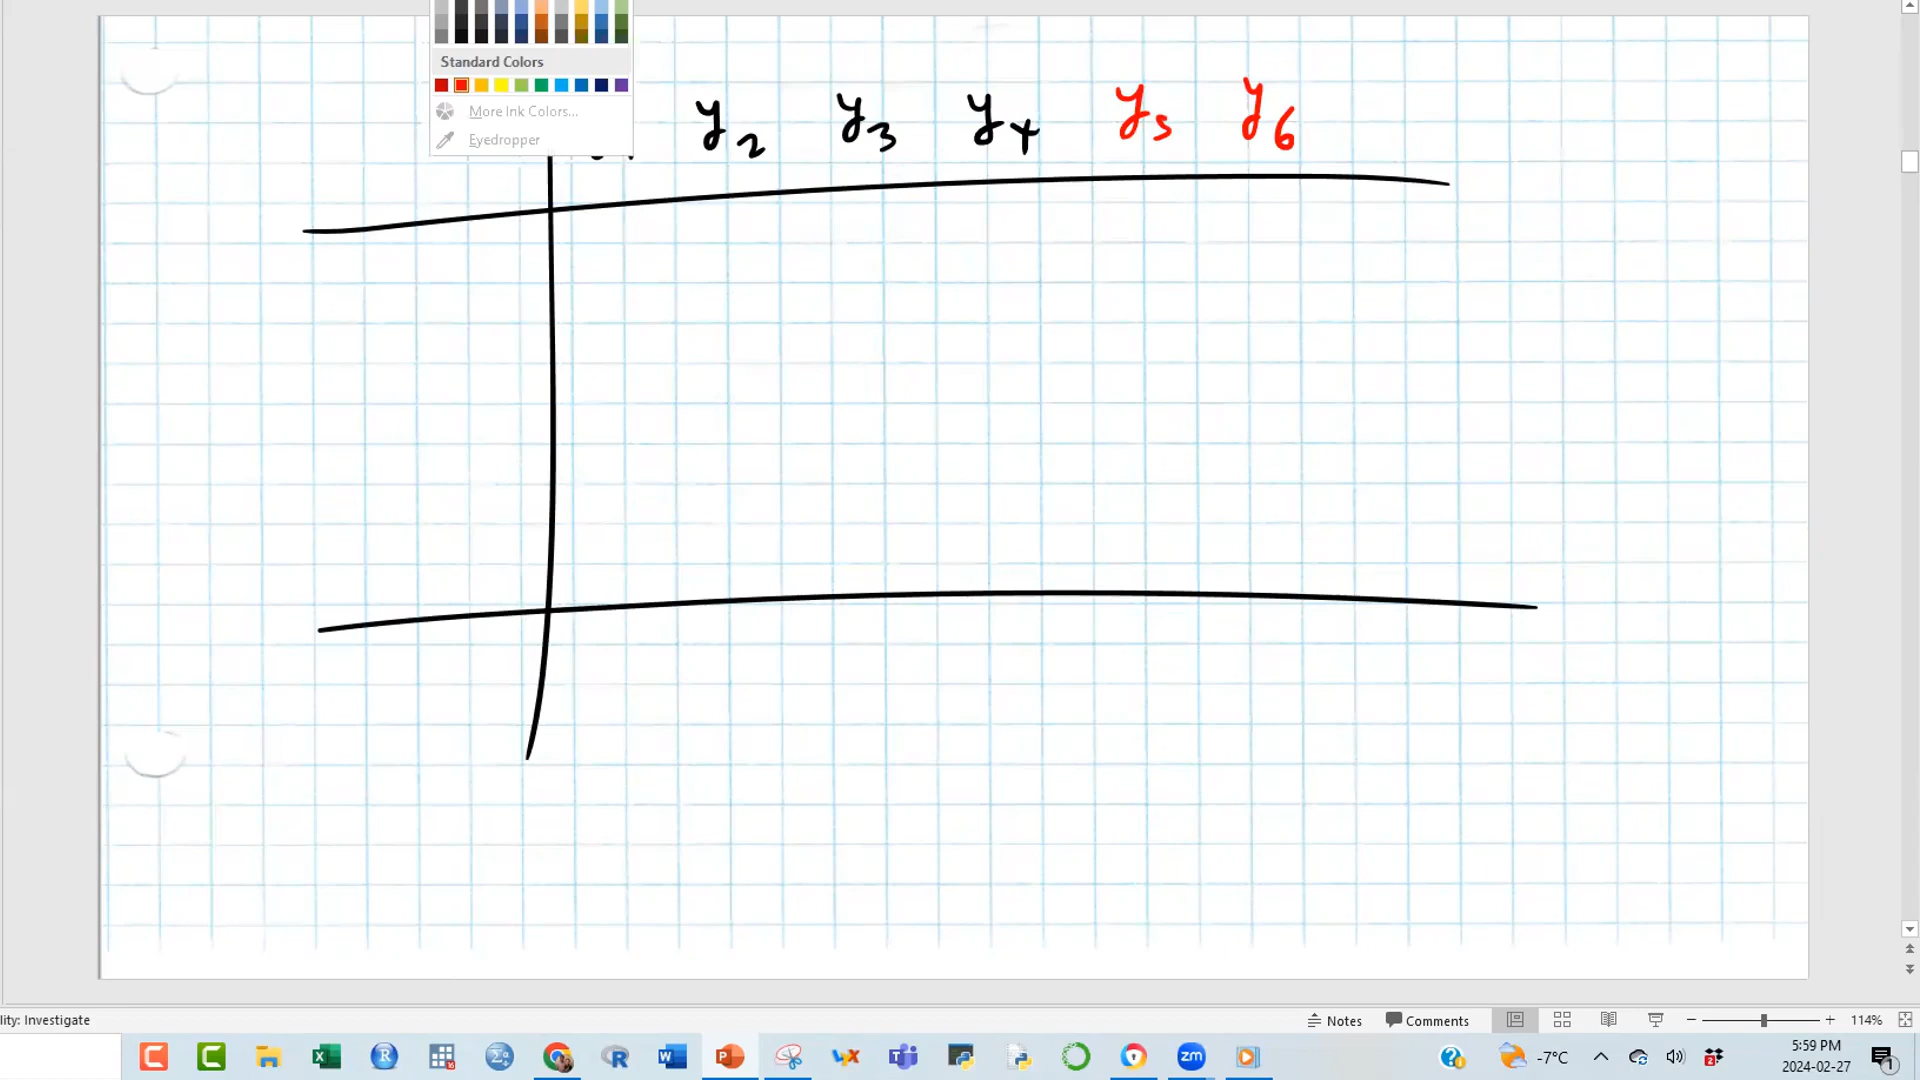 Standard Colors
More Ink Colors...
Eyedropper
y2 y3 y4 y5 y6
lity: Investigate
Notes
Comments
114%
-7°C
5:59 PM
2024-02-27